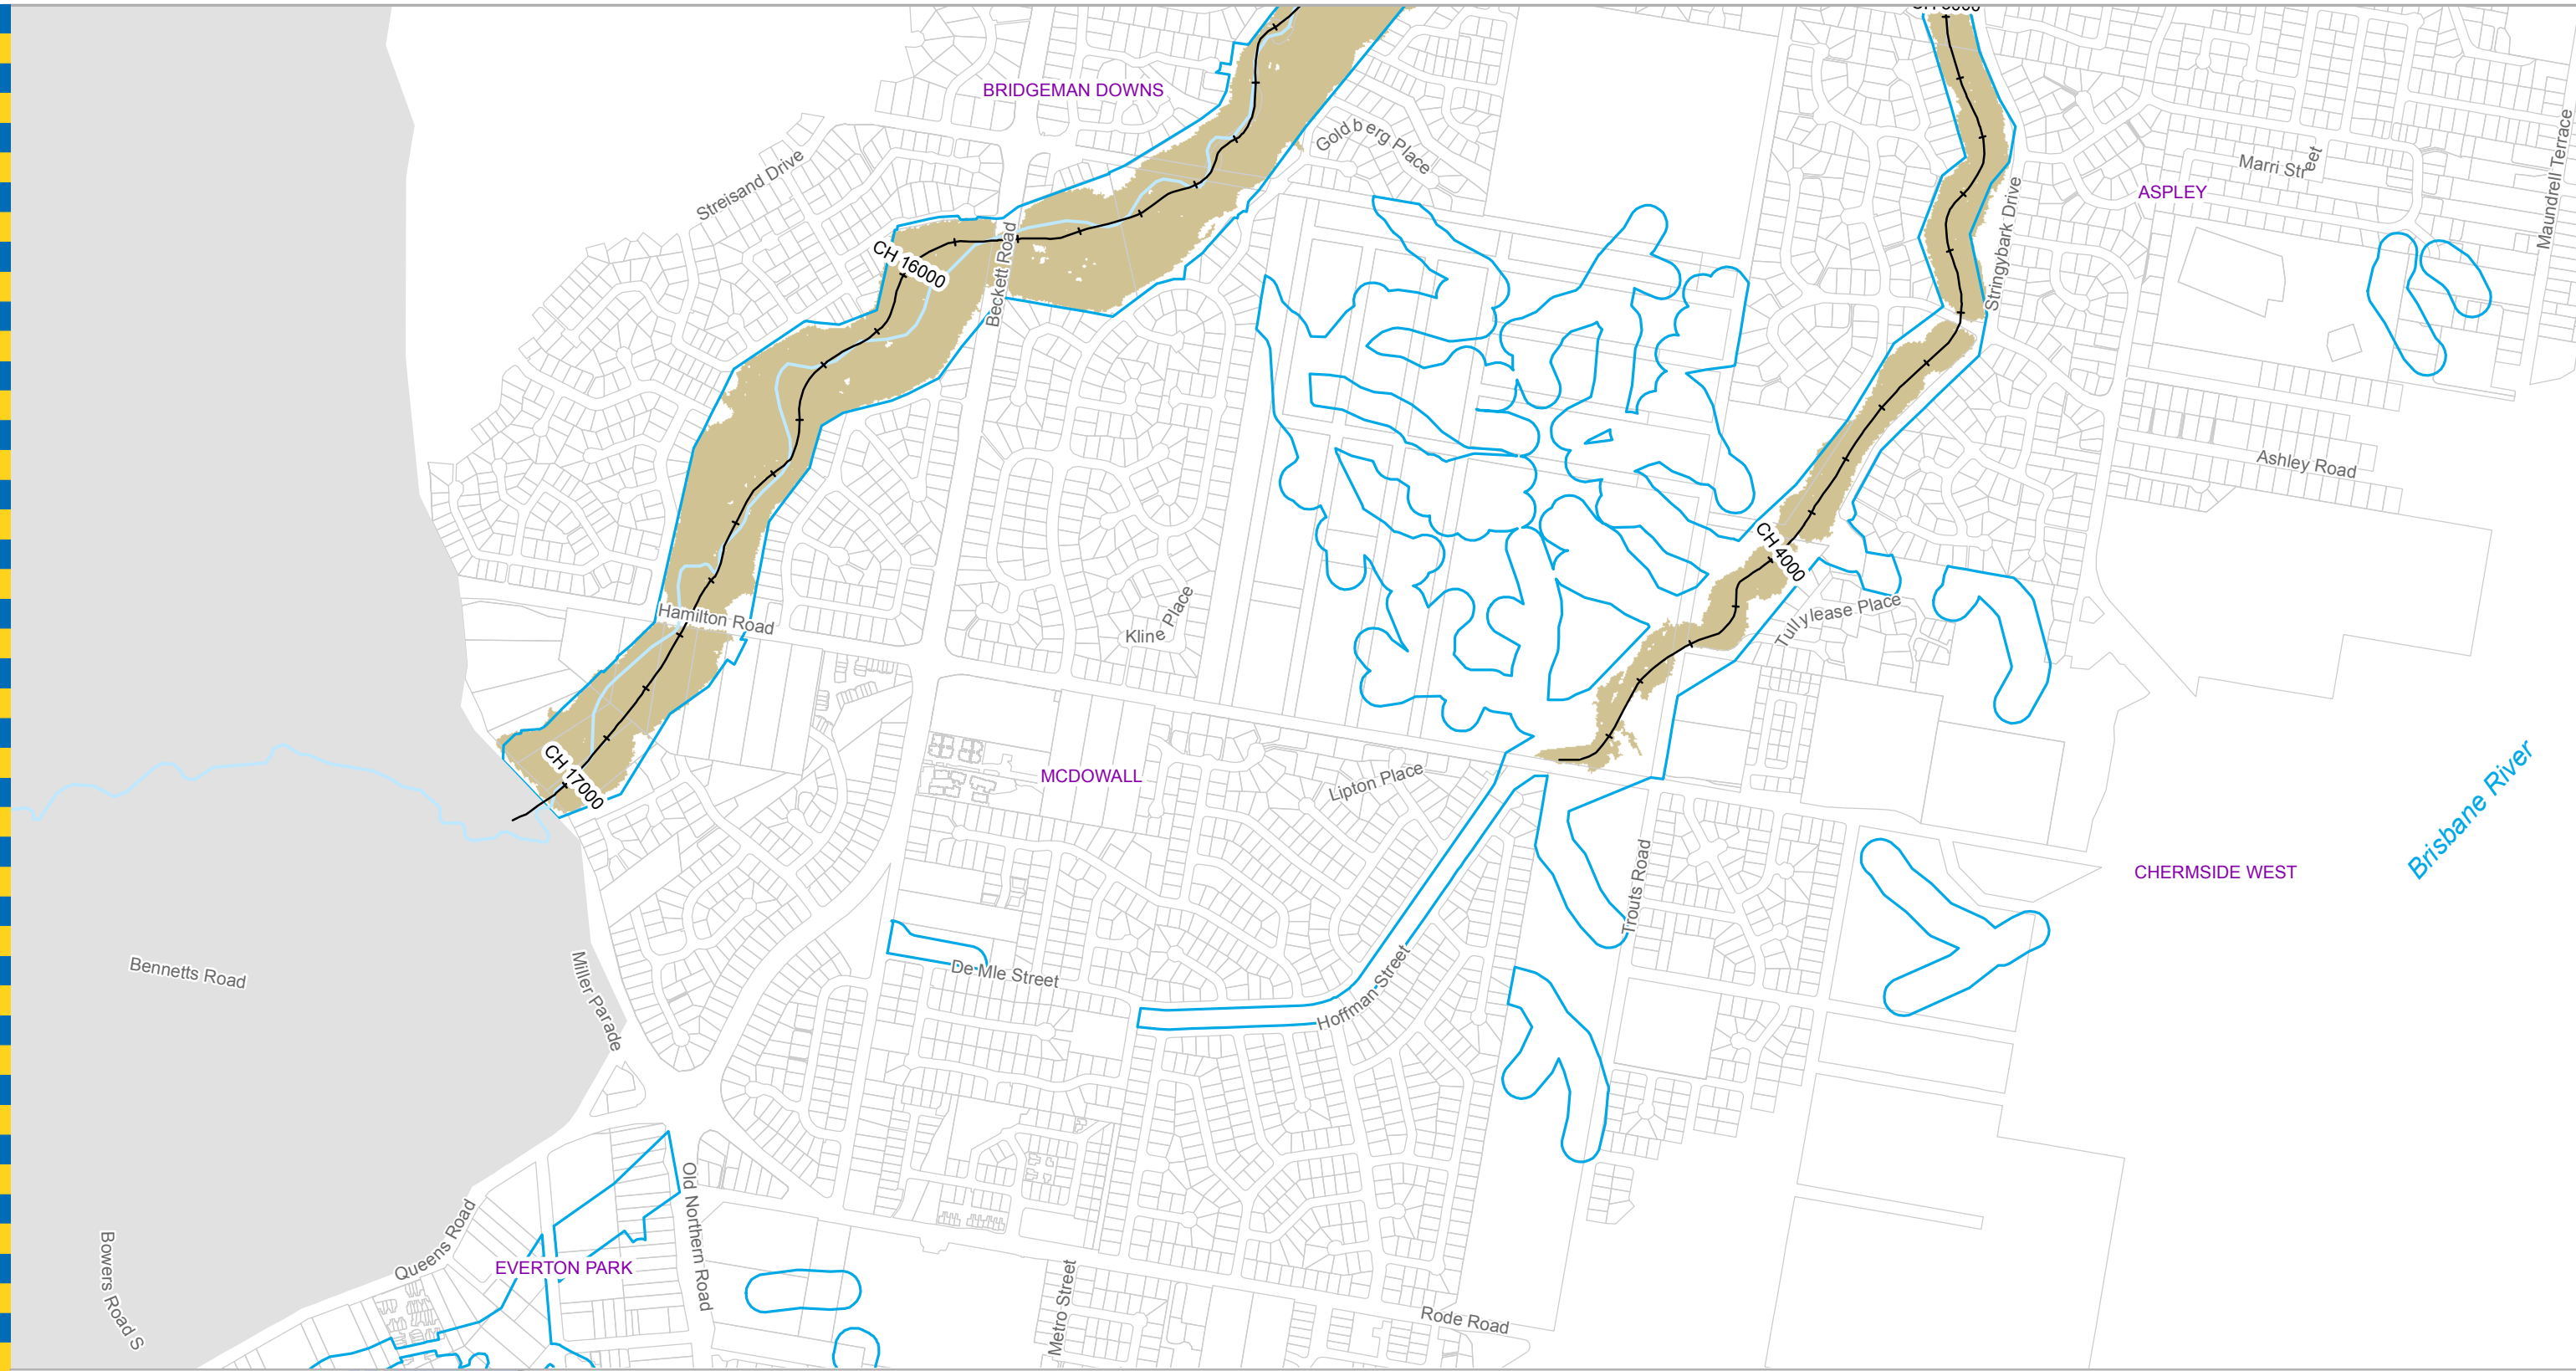 BRIDGEMAN DOWNS
Goldberg Place
Streisand Drive
Marri Street
Maundrell Terrace
ASPLEY
Stringybark Drive
CH 16000
Beckett Road
Ashley Road
CH 4000
Tullylease Place
Hamilton Road
Kline Place
CH 17000
MCDOWALL
Lipton Place
Brisbane River
Trouts Road
CHERMSIDE WEST
Bennetts Road
De Mle Street
Miller Parade
Hoffman Street
Old Northern Road
Queens Road
Bowers Road S
EVERTON PARK
Metro Street
Rode Road